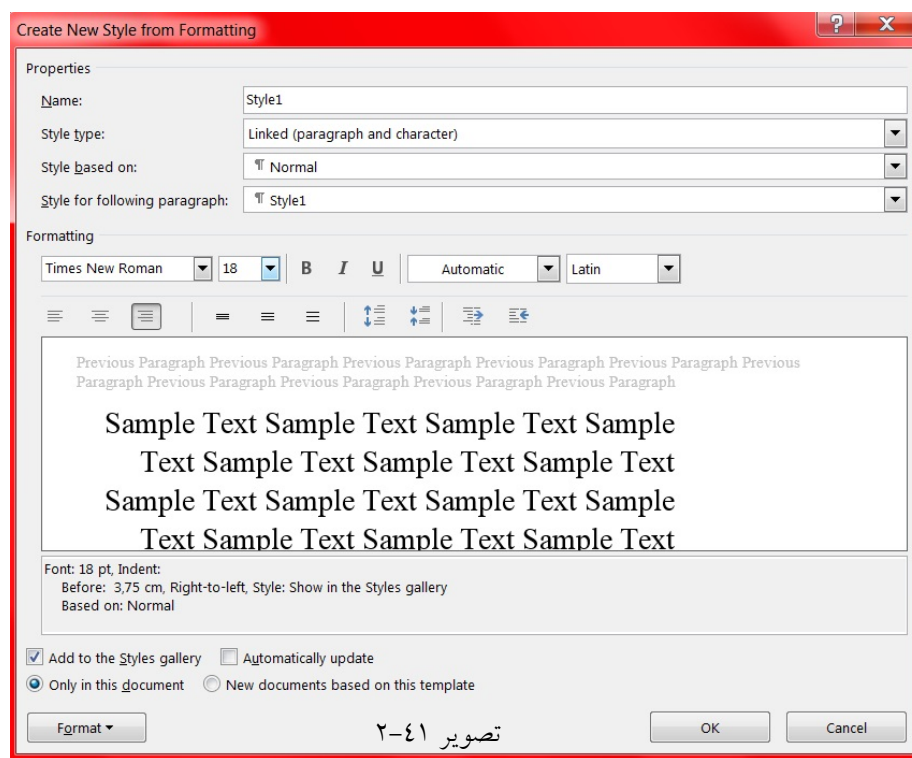 Create New Style from Formatting
Properties
Name: Style1
Style type: Linked (paragraph and character)
Style based on: ¶ Normal
Style for following paragraph: ¶ Style1
Formatting
Times New Roman 18 B I U Automatic Latin
Previous Paragraph Previous Paragraph Previous Paragraph Previous Paragraph Previous Paragraph Previous
Paragraph Previous Paragraph Previous Paragraph Previous Paragraph Previous Paragraph
Sample Text Sample Text Sample Text Sample
Text Sample Text Sample Text Sample Text
Sample Text Sample Text Sample Text Sample
Text Sample Text Sample Text Sample Text
Font: 18 pt, Indent:
Before: 3,75 cm, Right-to-left, Style: Show in the Styles gallery
Based on: Normal
Add to the Styles gallery Automatically update
Only in this document New documents based on this template
Format تصویر ٤١-٢ OK Cancel